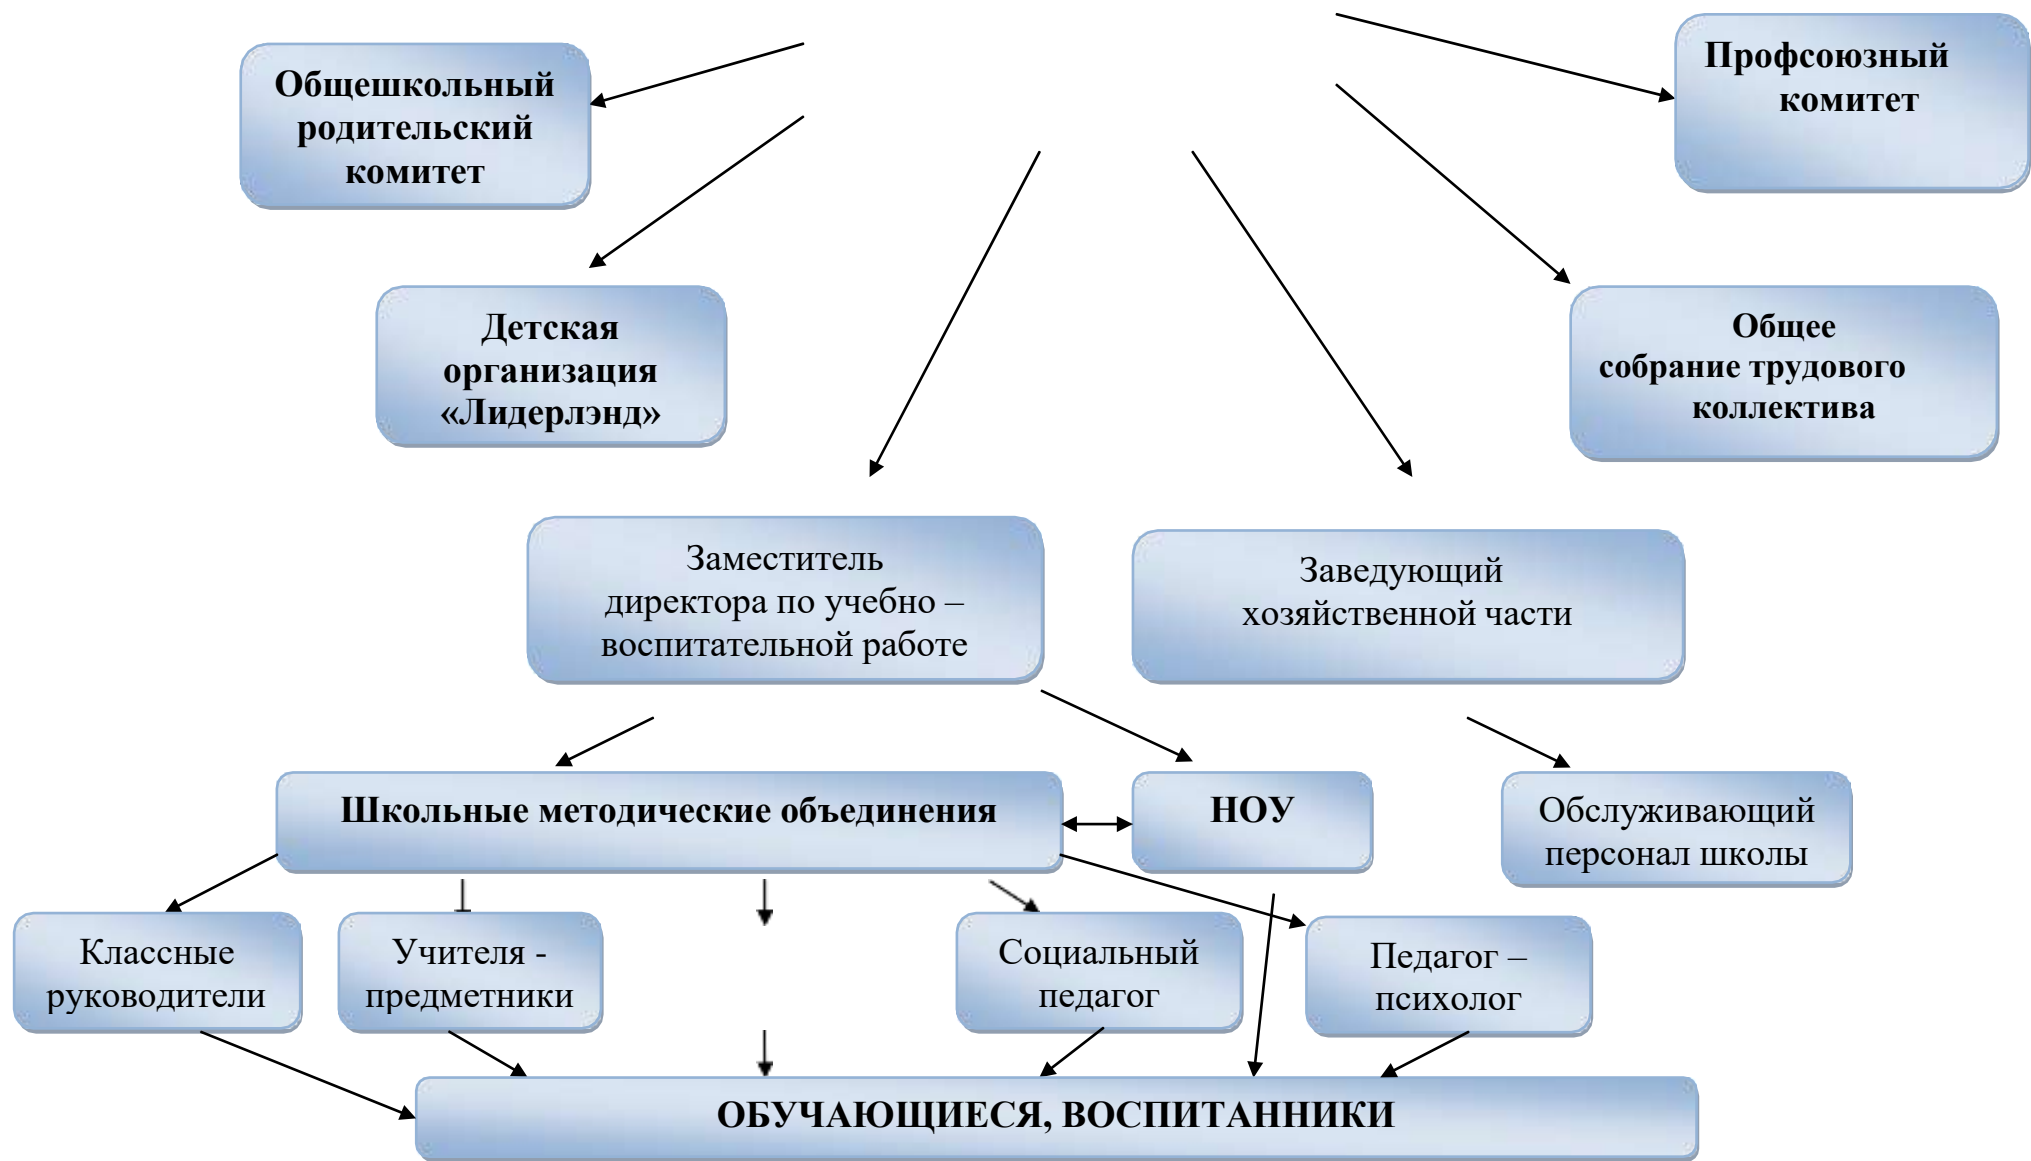 Общешкольный
родительский
комитет
Профсоюзный
комитет
Детская
организация
«Лидерлэнд»
Общее
собрание трудового
коллектива
Заместитель
директора по учебно –
воспитательной работе
Заведующий
хозяйственной части
Школьные методические объединения
НОУ
Обслуживающий
персонал школы
Классные
руководители
Учителя -
предметники
Социальный
педагог
Педагог –
психолог
ОБУЧАЮЩИЕСЯ, ВОСПИТАННИКИ